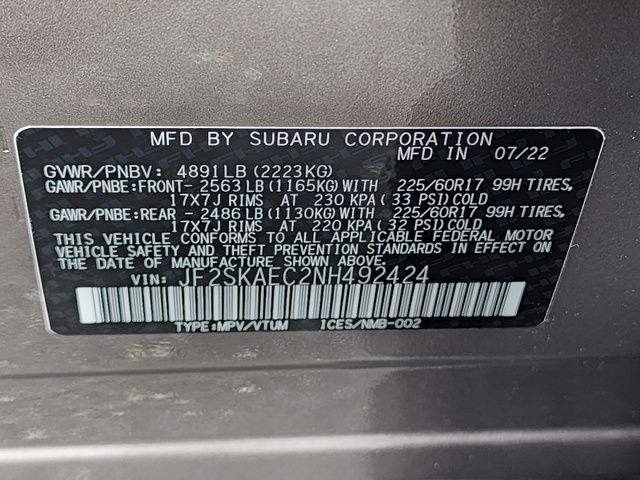 MFD BY SUBARU CORPORATION
MFD IN 07/22
GVWR/PNBV: 4891LB(2223KG)
GAWR/PNBE:FRONT- 2563LB(1165KG)WITH 225/60R17 99H TIRES,
17X7J RIMS AT 230 KPA( 33 PSI)COLD
GAWR/PNBE:REAR -2486LB(1130KG)WITH 225/60R17 99H TIRES,
17X7J RIMS AT 220 KPA( 32 PSI)COLD
THIS VEHICLE CONFORMS TO ALL APPLICABLE FEDERAL MOTOR
VEHICLE SAFETY AND THEFT PREVENTION STANDARDS IN EFFECT ON
THE DATE OF MANUFACTURE SHOWN ABOVE.
VIN: JF2SKAEC2NH492424
TYPE:MPV/VTUM ICES/NMB-002